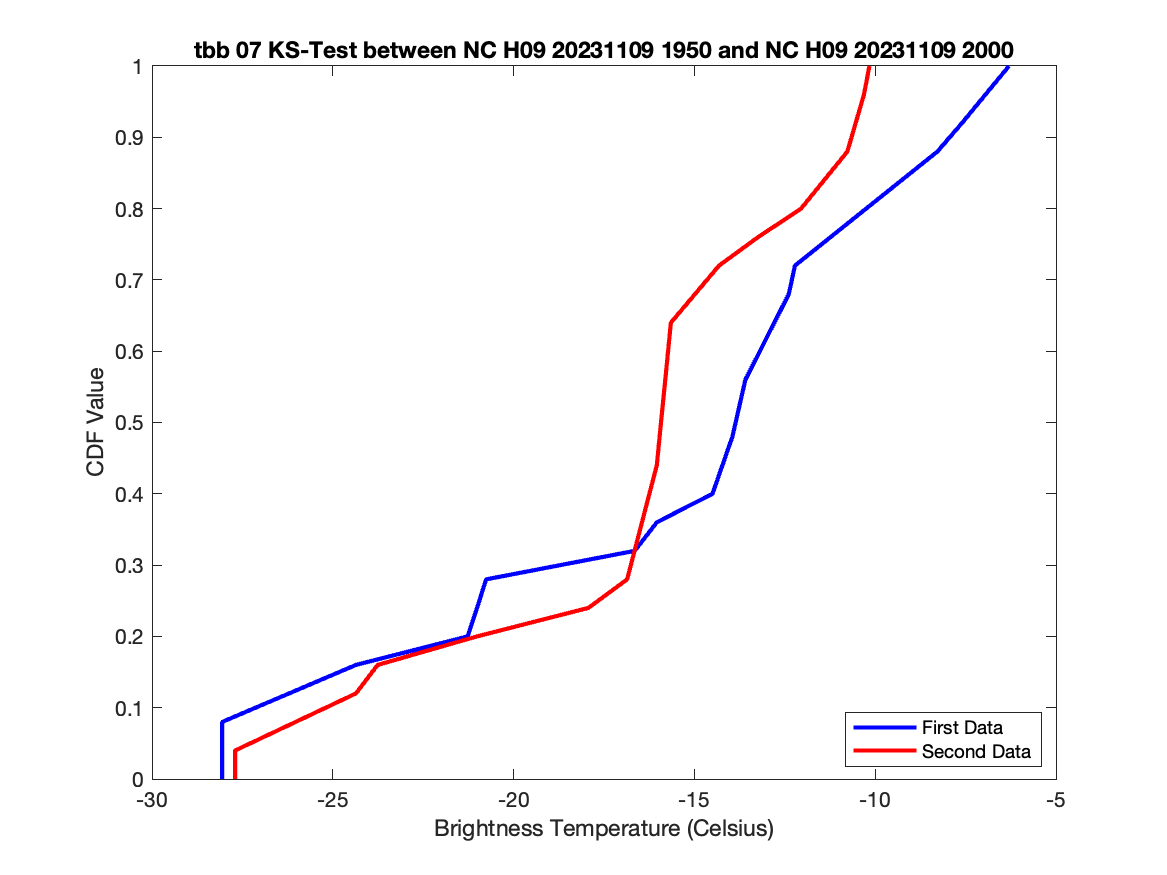 tbb 07 KS-Test between NC H09 20231109 1950 and NC H09 20231109 2000
1
0.9
0.8
0.7
0.6
0.5
0.4
0.3
0.2
0.1
0
CDF Value
First Data
Second Data
-30 -25 -20 -15 -10 -5
Brightness Temperature (Celsius)